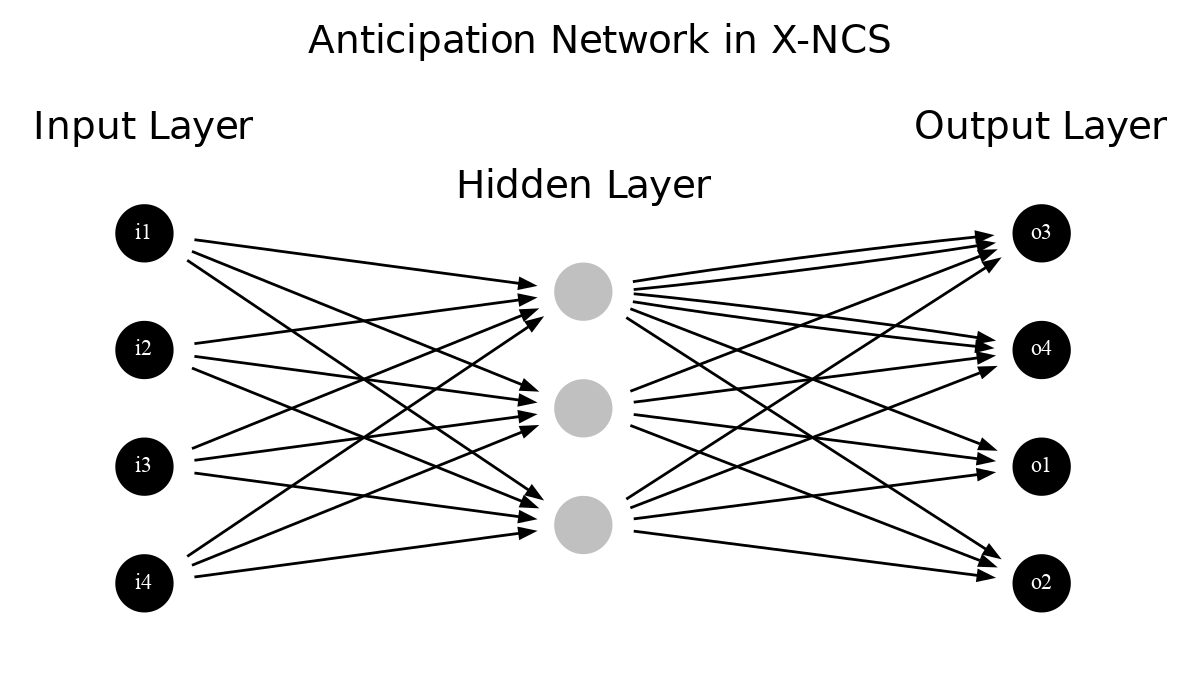 Anticipation Network in X-NCS
Input Layer
Output Layer
Hidden Layer
i1
o3
i2
o4
i3
o1
i4
o2